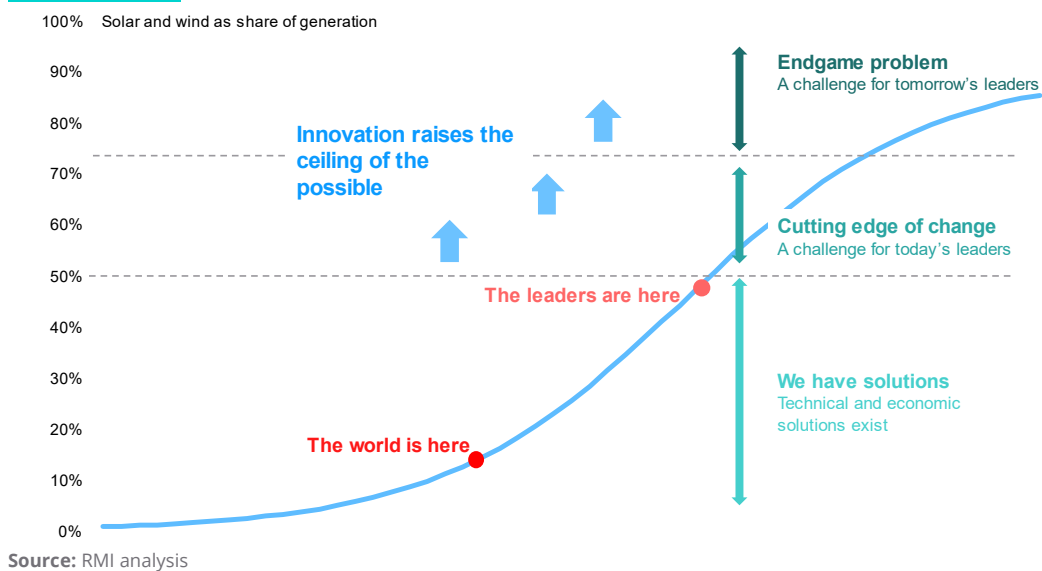 100% Solar and wind as share of generation
90%
80%
70%
60%
50%
40%
30%
20%
10%
0%
Endgame problem
A challenge for tomorrow's leaders
Innovation raises the
ceiling of the
possible
Cutting edge of change
A challenge for today's leaders
The leaders are here
We have solutions
Technical and economic
solutions exist
The world is here
Source: RMI analysis